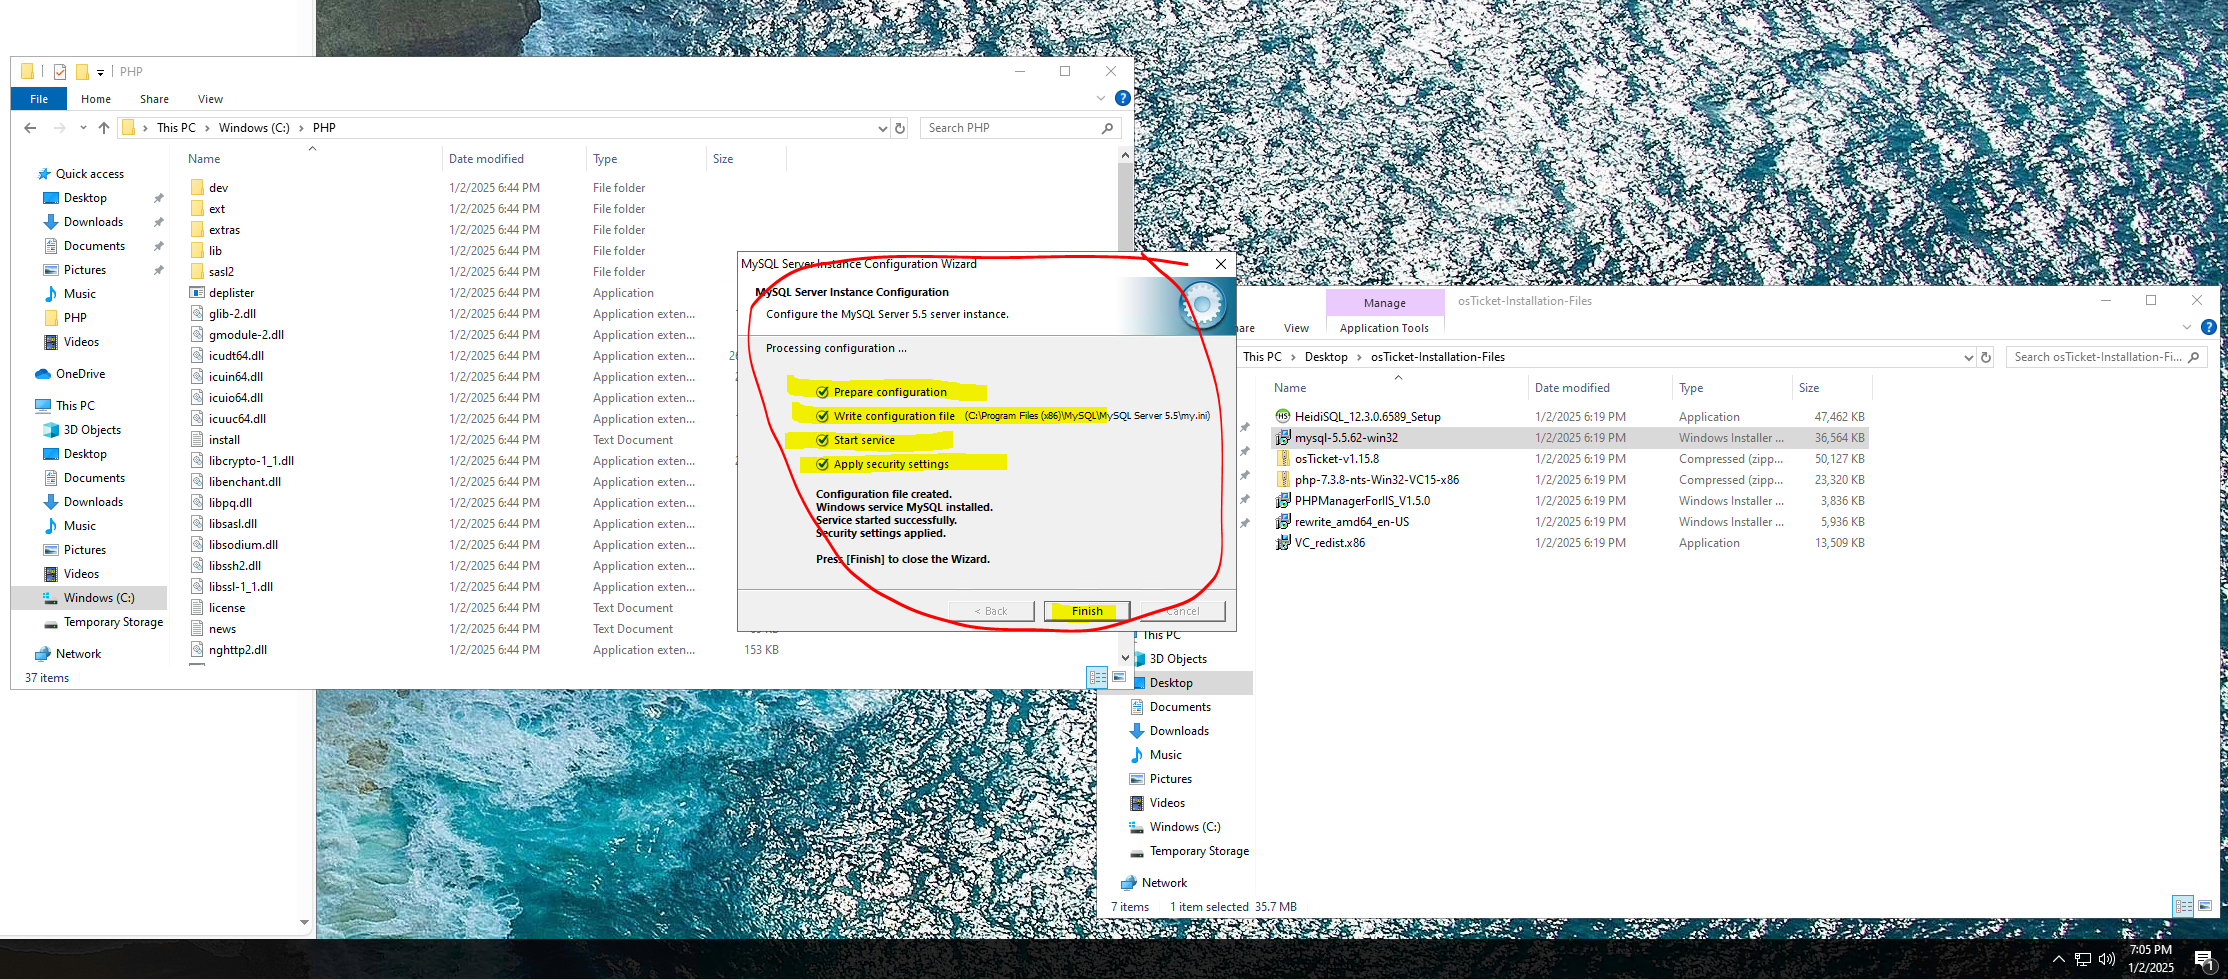 PHP
File Home Share View
This PC Windows (C:) PHP
Search PHP
Name Date modified Type Size
Quick access
Desktop
Downloads
Documents
Pictures
Music
PHP
Videos
OneDrive
This PC
3D Objects
Desktop
Documents
Downloads
Music
Pictures
Videos
Windows (C:)
Temporary Storage
Network
dev 1/2/2025 6:44 PM File folder
ext 1/2/2025 6:44 PM File folder
extras 1/2/2025 6:44 PM File folder
lib 1/2/2025 6:44 PM File folder
sasl2 1/2/2025 6:44 PM File folder
deplister 1/2/2025 6:44 PM Application
glib-2.dll 1/2/2025 6:44 PM Application exten...
gmodule-2.dll 1/2/2025 6:44 PM Application exten...
icudt64.dll 1/2/2025 6:44 PM Application exten...
icuin64.dll 1/2/2025 6:44 PM Application exten...
icuio64.dll 1/2/2025 6:44 PM Application exten...
icuuc64.dll 1/2/2025 6:44 PM Application exten...
install 1/2/2025 6:44 PM Text Document
libcrypto-1_1.dll 1/2/2025 6:44 PM Application exten...
libenchant.dll 1/2/2025 6:44 PM Application exten...
libpq.dll 1/2/2025 6:44 PM Application exten...
libsasl.dll 1/2/2025 6:44 PM Application exten...
libsodium.dll 1/2/2025 6:44 PM Application exten...
libssh2.dll 1/2/2025 6:44 PM Application exten...
libssl-1_1.dll 1/2/2025 6:44 PM Application exten...
license 1/2/2025 6:44 PM Text Document
news 1/2/2025 6:44 PM Text Document
nghttp2.dll 1/2/2025 6:44 PM Application exten... 153 KB
37 items
MySQL Server Instance Configuration Wizard
MySQL Server Instance Configuration
Configure the MySQL Server 5.5 server instance.
Processing configuration ...
Prepare configuration
Write configuration file (C:\Program Files (x86)\MySQL\MySQL Server 5.5\my.ini)
Start service
Apply security settings
Configuration file created.
Windows service MySQL installed.
Service started successfully.
Security settings applied.
Press [Finish] to close the Wizard.
< Back Finish Cancel
Manage osTicket-Installation-Files
are View Application Tools
This PC Desktop osTicket-Installation-Files
Search osTicket-Installation-Fi...
Name Date modified Type Size
HeidiSQL_12.3.0.6589_Setup 1/2/2025 6:19 PM Application 47,462 KB
mysql-5.5.62-win32 1/2/2025 6:19 PM Windows Installer ... 36,564 KB
osTicket-v1.15.8 1/2/2025 6:19 PM Compressed (zipp... 50,127 KB
php-7.3.8-nts-Win32-VC15-x86 1/2/2025 6:19 PM Compressed (zipp... 23,320 KB
PHPManagerForIIS_V1.5.0 1/2/2025 6:19 PM Windows Installer ... 3,836 KB
rewrite_amd64_en-US 1/2/2025 6:19 PM Windows Installer ... 5,936 KB
VC_redist.x86 1/2/2025 6:19 PM Application 13,509 KB
This PC
3D Objects
Desktop
Documents
Downloads
Music
Pictures
Videos
Windows (C:)
Temporary Storage
Network
7 items 1 item selected 35.7 MB
7:05 PM
1/2/2025
1